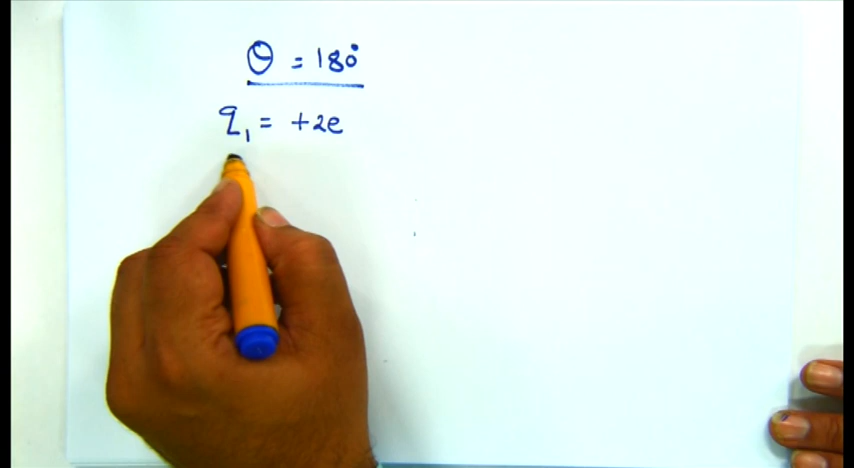 θ = 180°
q₁ = +2e